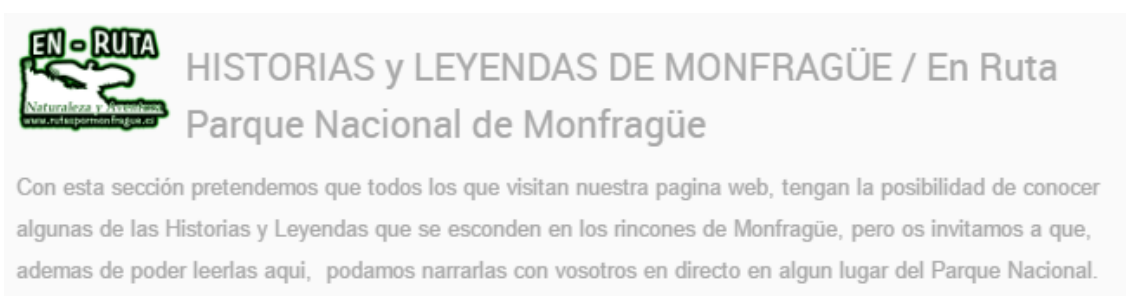 EN - RUTA
Naturaleza y Aventura
www.rutaspormonfrague.es
HISTORIAS y LEYENDAS DE MONFRAGÜE / En Ruta
Parque Nacional de Monfragüe
Con esta sección pretendemos que todos los que visitan nuestra pagina web, tengan la posibilidad de conocer
algunas de las Historias y Leyendas que se esconden en los rincones de Monfragüe, pero os invitamos a que,
ademas de poder leerlas aqui, podamos narrarlas con vosotros en directo en algun lugar del Parque Nacional.